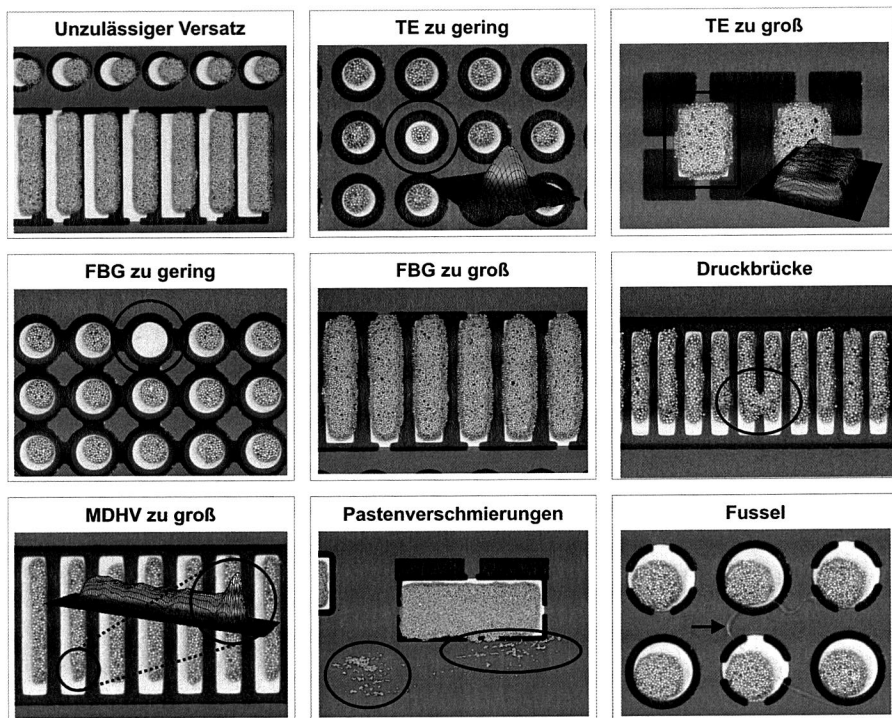 Unzulässiger Versatz
TE zu gering
TE zu groß
FBG zu gering
FBG zu groß
Druckbrücke
MDHV zu groß
Pastenverschmierungen
Fussel